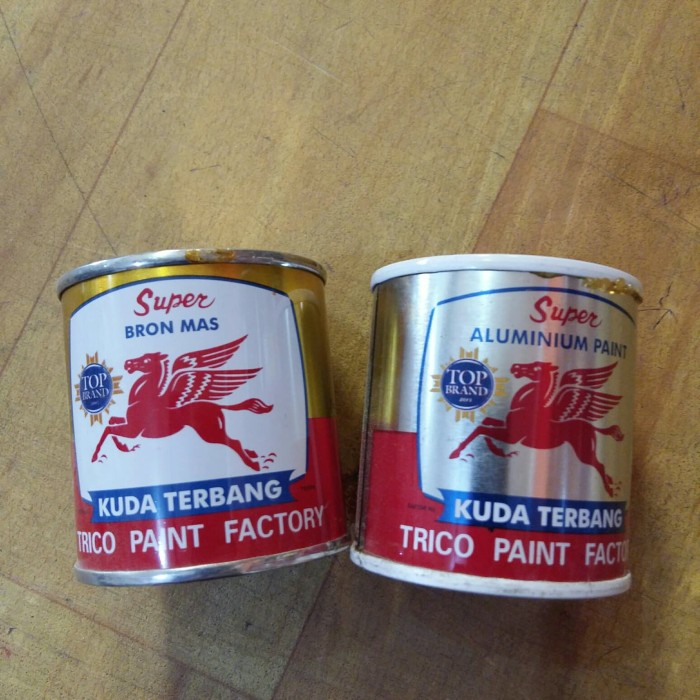 Super
BRON MAS
TOP
BRAND
KUDA TERBANG
TRICO PAINT FACTORY
Super
ALUMINIUM PAINT
TOP
BRAND
KUDA TERBANG
TRICO PAINT FACTO